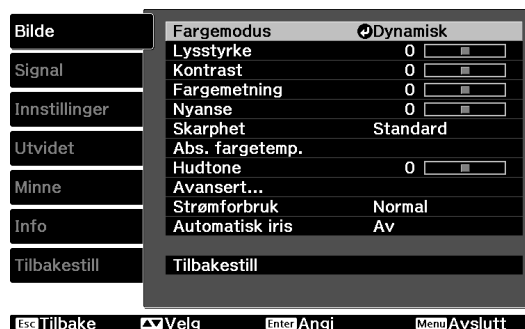 Bilde
Signal
Innstillinger
Utvidet
Minne
Info
Tilbakestill
Fargemodus Dynamisk
Lysstyrke 0
Kontrast 0
Fargemetning 0
Nyanse 0
Skarphet Standard
Abs. fargetemp.
Hudtone 0
Avansert...
Strømforbruk Normal
Automatisk iris Av
Tilbakestill
Esc Tilbake Velg Enter Angi Menu Avslutt